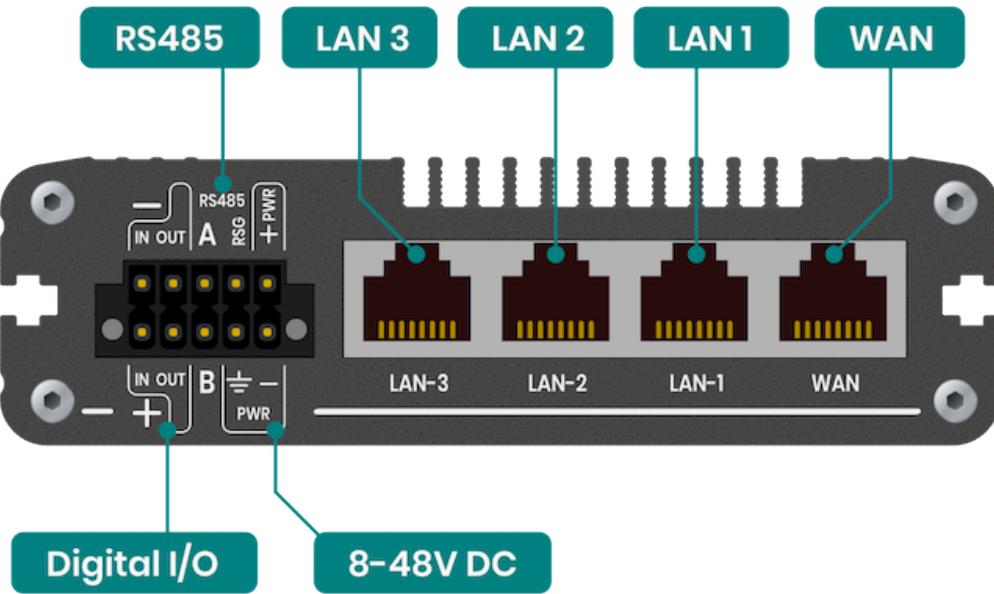 RS485
LAN 3
LAN 2
LAN 1
WAN
RS485
IN OUT
A
RSG
+ PWR
IN OUT
B
PWR
LAN-3
LAN-2
LAN-1
WAN
Digital I/O
8-48V DC